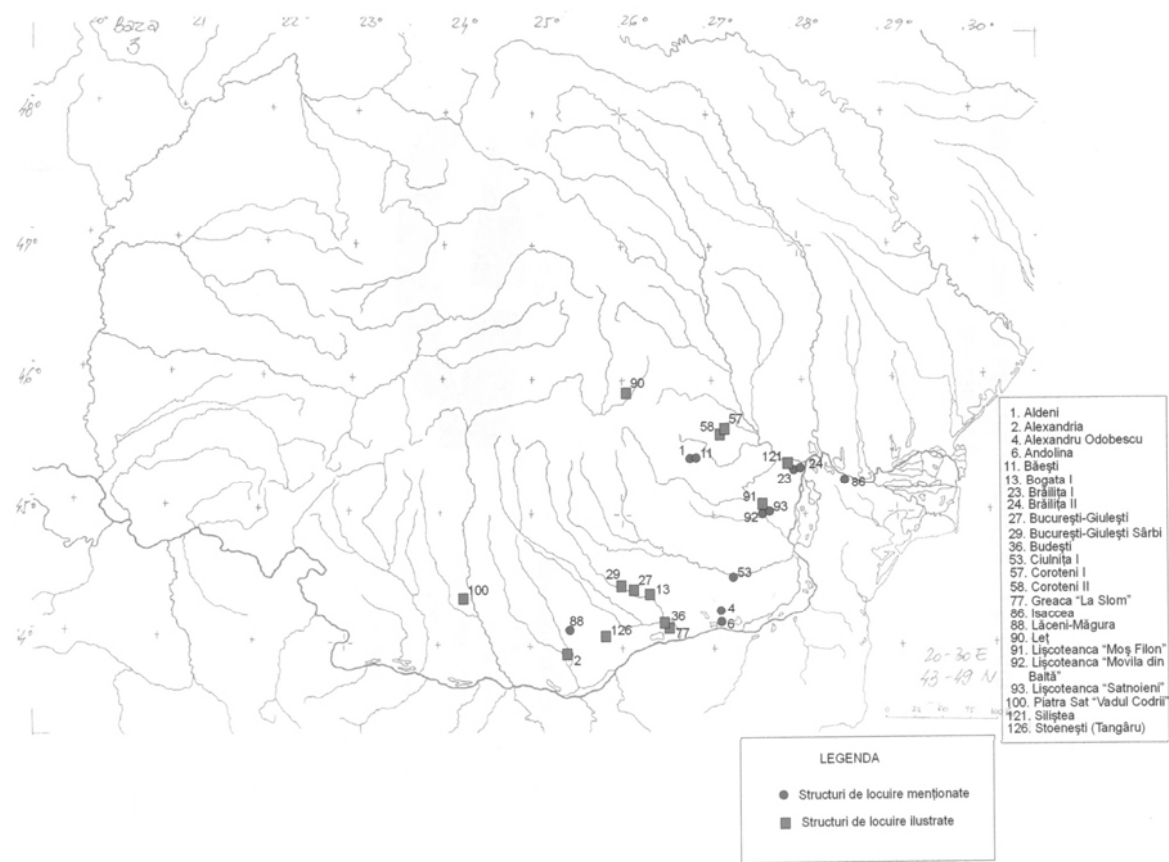 Baza
3
20° 21 22° 23° 24° 25° 26° 27° 28° 29° 30°
48°
47°
46°
45°
90
57
58
1 11
121
24
23
86
91
93
92
53
29 27 13
100
4
36
6
88
126
77
2
20-30 E
43-49 N
1. Aldeni
2. Alexandria
4. Alexandru Odobescu
6. Andolina
11. Băești
13. Bogata I
23. Brăilița I
24. Brăilița II
27. București-Giulești
29. București-Giulești Sârbi
36. Budești
53. Ciulnița I
57. Coroteni I
58. Coroteni II
77. Greaca "La Slom"
86. Isaccea
88. Lăceni-Măgura
90. Leț
91. Lișcoteanca "Moș Filon"
92. Lișcoteanca "Movila din
Baltă"
93. Lișcoteanca "Satnoieni"
100. Piatra Sat "Vadul Codrii"
121. Siliștea
126. Stoenești (Tangâru)
LEGENDA
Structuri de locuire menționate
Structuri de locuire ilustrate